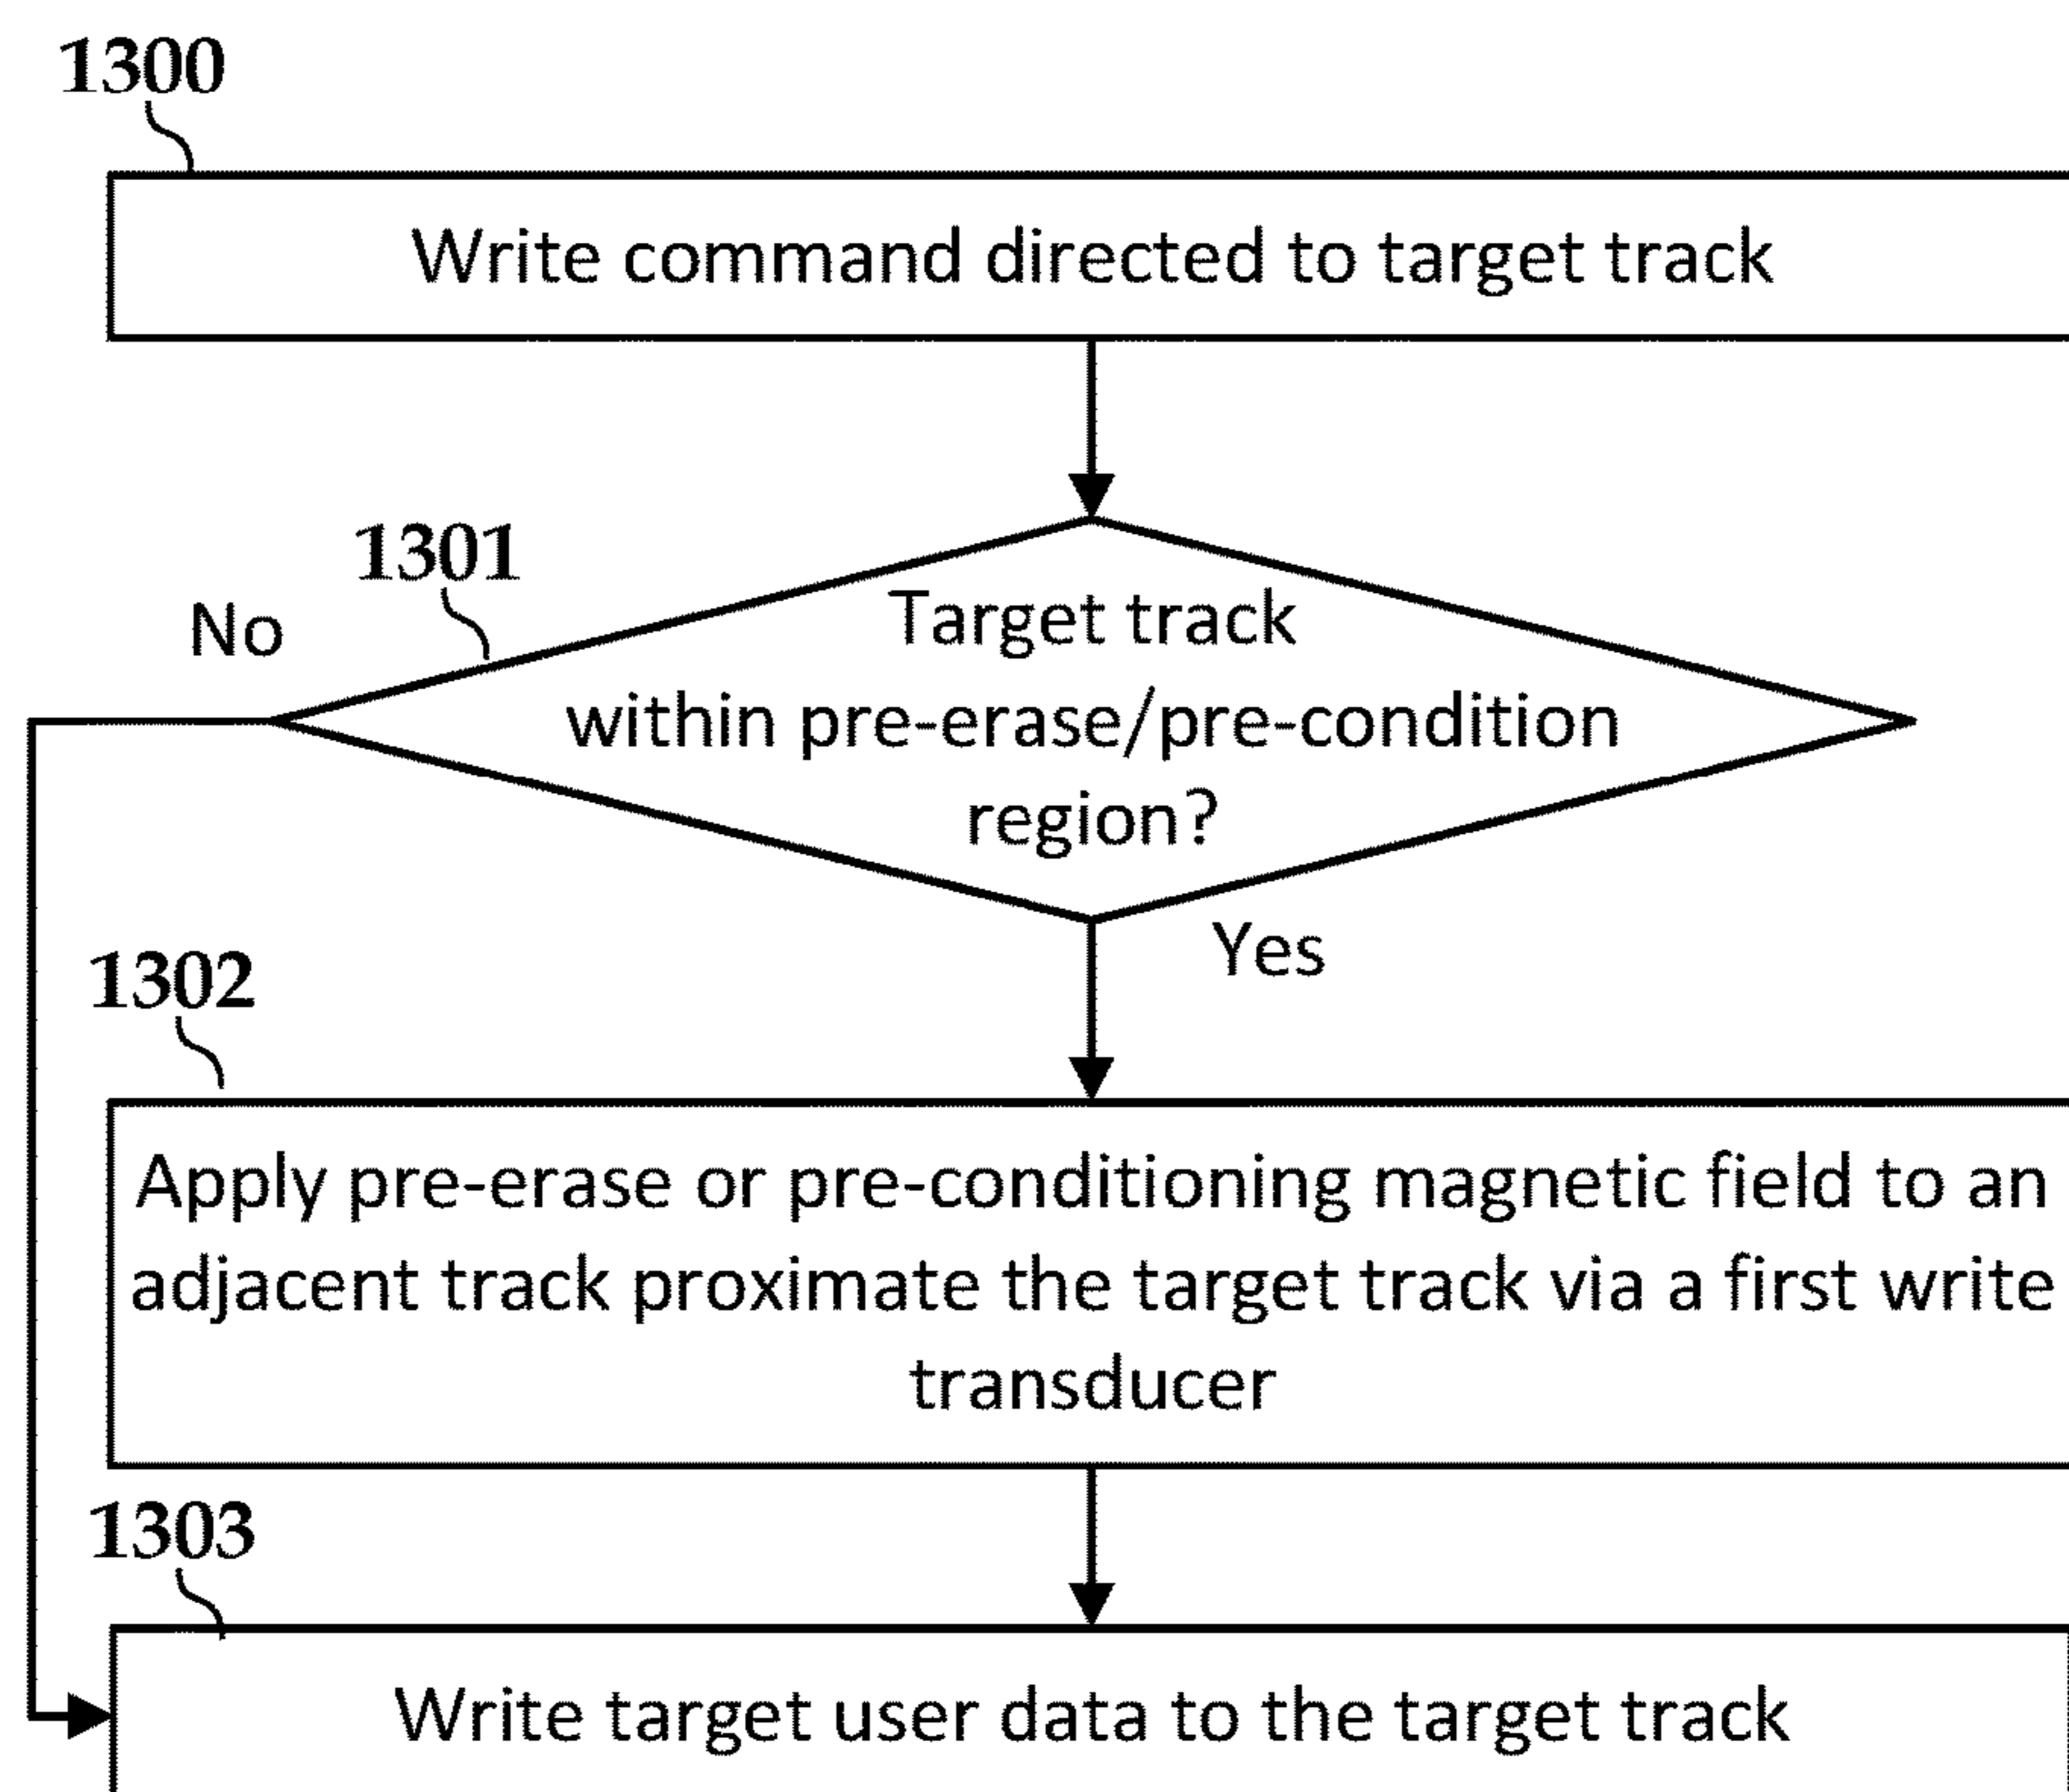 1300
Write command directed to target track
1301
No
Target track
within pre-erase/pre-condition
region?
Yes
1302
Apply pre-erase or pre-conditioning magnetic field to an
adjacent track proximate the target track via a first write
transducer
1303
Write target user data to the target track